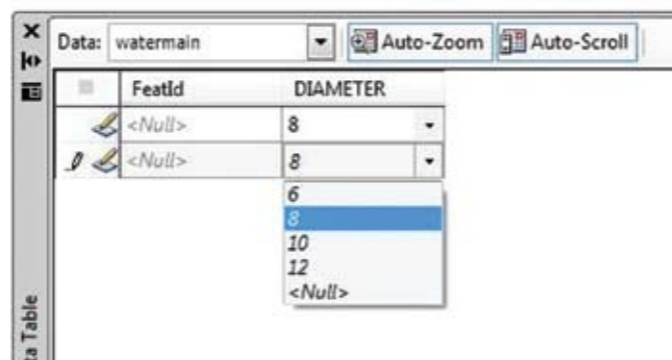 Data: watermain Auto-Zoom Auto-Scroll
FeatId DIAMETER
<Null> 8
<Null> 8
6
8
10
12
<Null>
Table